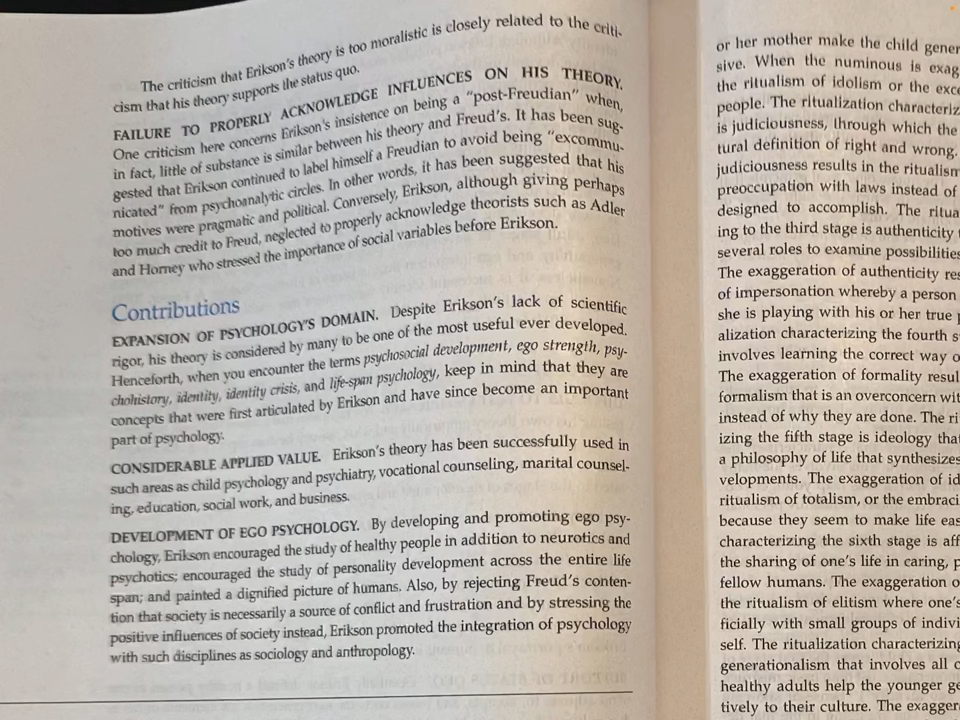 The criticism that Erikson's theory is too moralistic is closely related to the criti-
cism that his theory supports the status quo.
FAILURE TO PROPERLY ACKNOWLEDGE INFLUENCES ON HIS THEORY.
One criticism here concerns Erikson's insistence on being a "post-Freudian" when,
in fact, little of substance is similar between his theory and Freud's. It has been sug-
gested that Erikson continued to label himself a Freudian to avoid being "excommu-
nicated" from psychoanalytic circles. In other words, it has been suggested that his
motives were pragmatic and political. Conversely, Erikson, although giving perhaps
too much credit to Freud, neglected to properly acknowledge theorists such as Adler
and Horney who stressed the importance of social variables before Erikson.
Contributions
EXPANSION OF PSYCHOLOGY'S DOMAIN. Despite Erikson's lack of scientific
rigor, his theory is considered by many to be one of the most useful ever developed.
Henceforth, when you encounter the terms psychosocial development, ego strength, psy-
chohistory, identity, identity crisis, and life-span psychology, keep in mind that they are
concepts that were first articulated by Erikson and have since become an important
part of psychology.
CONSIDERABLE APPLIED VALUE. Erikson's theory has been successfully used in
such areas as child psychology and psychiatry, vocational counseling, marital counsel-
ing, education, social work, and business.
DEVELOPMENT OF EGO PSYCHOLOGY. By developing and promoting ego psy-
chology, Erikson encouraged the study of healthy people in addition to neurotics and
psychotics; encouraged the study of personality development across the entire life
span; and painted a dignified picture of humans. Also, by rejecting Freud's conten-
tion that society is necessarily a source of conflict and frustration and by stressing the
positive influences of society instead, Erikson promoted the integration of psychology
with such disciplines as sociology and anthropology.
or her mother make the child gener
sive. When the numinous is exag
the ritualism of idolism or the exce
people. The ritualization characteriz
is judiciousness, through which the
tural definition of right and wrong.
judiciousness results in the ritualism
preoccupation with laws instead of
designed to accomplish. The ritua
ing to the third stage is authenticity
several roles to examine possibilities
The exaggeration of authenticity res
of impersonation whereby a person
she is playing with his or her true
alization characterizing the fourth s
involves learning the correct way o
The exaggeration of formality resul
formalism that is an overconcern wit
instead of why they are done. The ri
izing the fifth stage is ideology that
a philosophy of life that synthesizes
velopments. The exaggeration of id
ritualism of totalism, or the embraci
because they seem to make life eas
characterizing the sixth stage is aff
the sharing of one's life in caring, p
fellow humans. The exaggeration o
the ritualism of elitism where one's
ficially with small groups of indivi
self. The ritualization characterizing
generationalism that involves all c
healthy adults help the younger ge
tively to their culture. The exagger